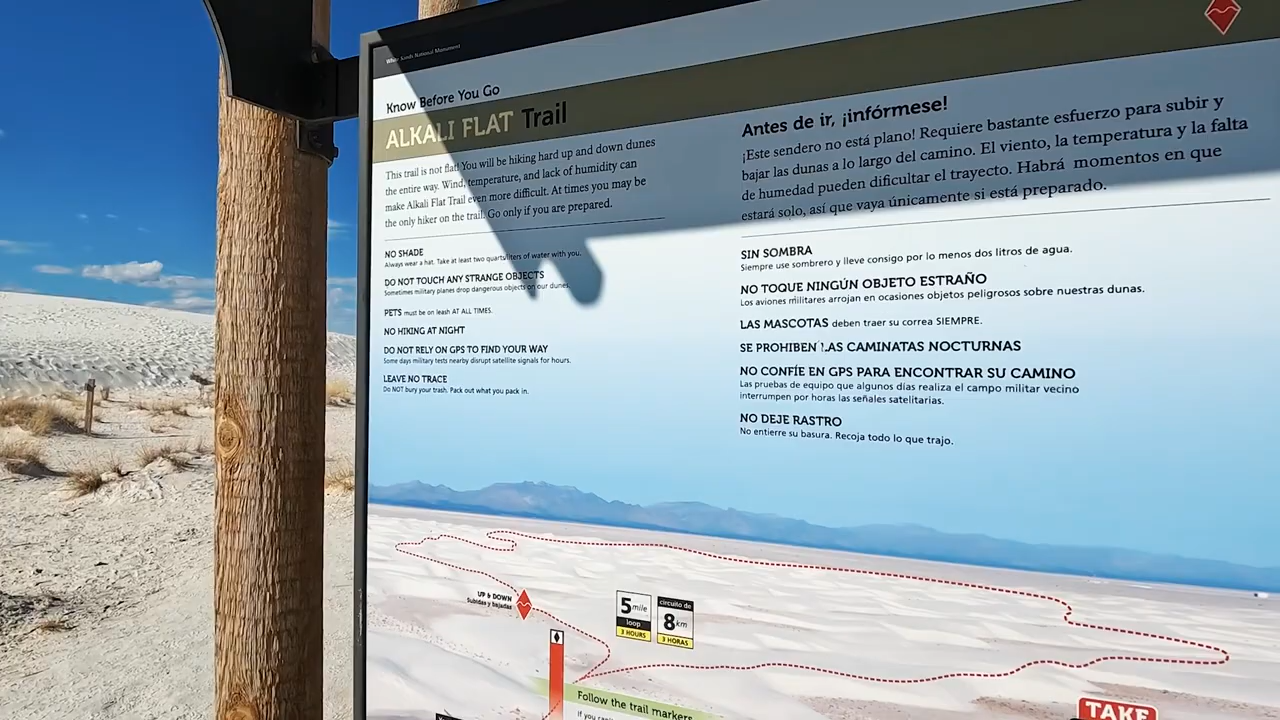 White Sands National Monument
Know Before You Go
ALKALI FLAT Trail
This trail is not flat! You will be hiking hard up and down dunes
the entire way. Wind, temperature, and lack of humidity can
make Alkali Flat Trail even more difficult. At times you may be
the only hiker on the trail. Go only if you are prepared.
NO SHADE
Always wear a hat. Take at least two quarts/liters of water with you.
DO NOT TOUCH ANY STRANGE OBJECTS
Sometimes military planes drop dangerous objects on our dunes.
PETS must be on leash AT ALL TIMES.
NO HIKING AT NIGHT
DO NOT RELY ON GPS TO FIND YOUR WAY
Some days military tests nearby disrupt satellite signals for hours.
LEAVE NO TRACE
Do NOT bury your trash. Pack out what you pack in.
Antes de ir, ¡infórmese!
¡Este sendero no está plano! Requiere bastante esfuerzo para subir y
bajar las dunas a lo largo del camino. El viento, la temperatura y la falta
de humedad pueden dificultar el trayecto. Habrá momentos en que
estará solo, así que vaya únicamente si está preparado.
SIN SOMBRA
Siempre use sombrero y lleve consigo por lo menos dos litros de agua.
NO TOQUE NINGÚN OBJETO ESTRAÑO
Los aviones militares arrojan en ocasiones objetos peligrosos sobre nuestras dunas.
LAS MASCOTAS deben traer su correa SIEMPRE.
SE PROHIBEN LAS CAMINATAS NOCTURNAS
NO CONFÍE EN GPS PARA ENCONTRAR SU CAMINO
Las pruebas de equipo que algunos días realiza el campo militar vecino
interrumpen por horas las señales satelitarias.
NO DEJE RASTRO
No entierre su basura. Recoja todo lo que trajo.
UP & DOWN
Subidas y bajadas
5 mile
loop
3 HOURS
circuito de
8 km
3 HORAS
Follow the trail markers
If you
TAKE